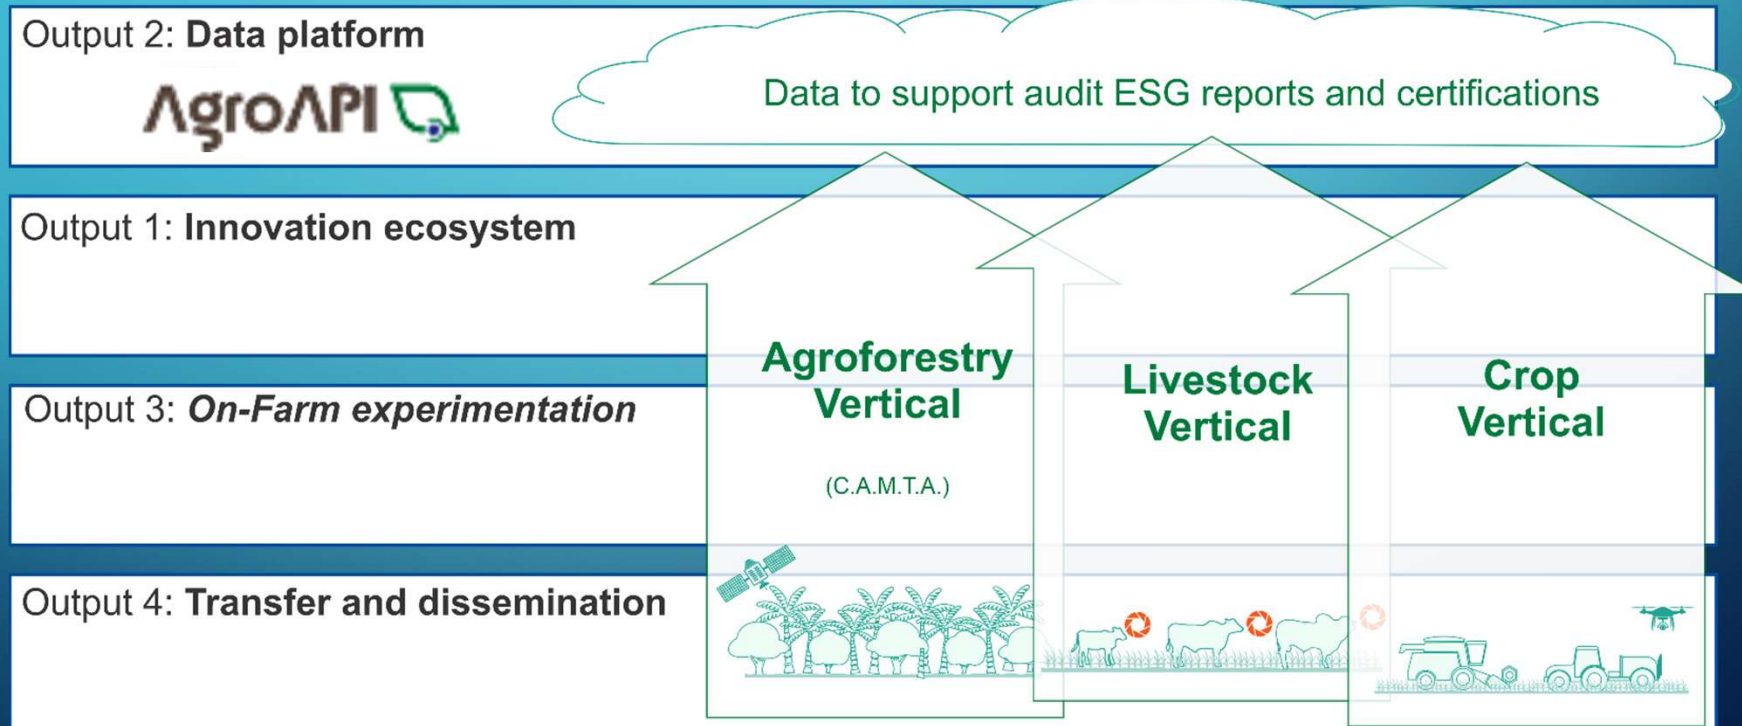 Output 2: Data platform
AgroAPI
Data to support audit ESG reports and certifications
Output 1: Innovation ecosystem
Output 3: On-Farm experimentation
Output 4: Transfer and dissemination
Agroforestry
Vertical
(C.A.M.T.A.)
Livestock
Vertical
Crop
Vertical